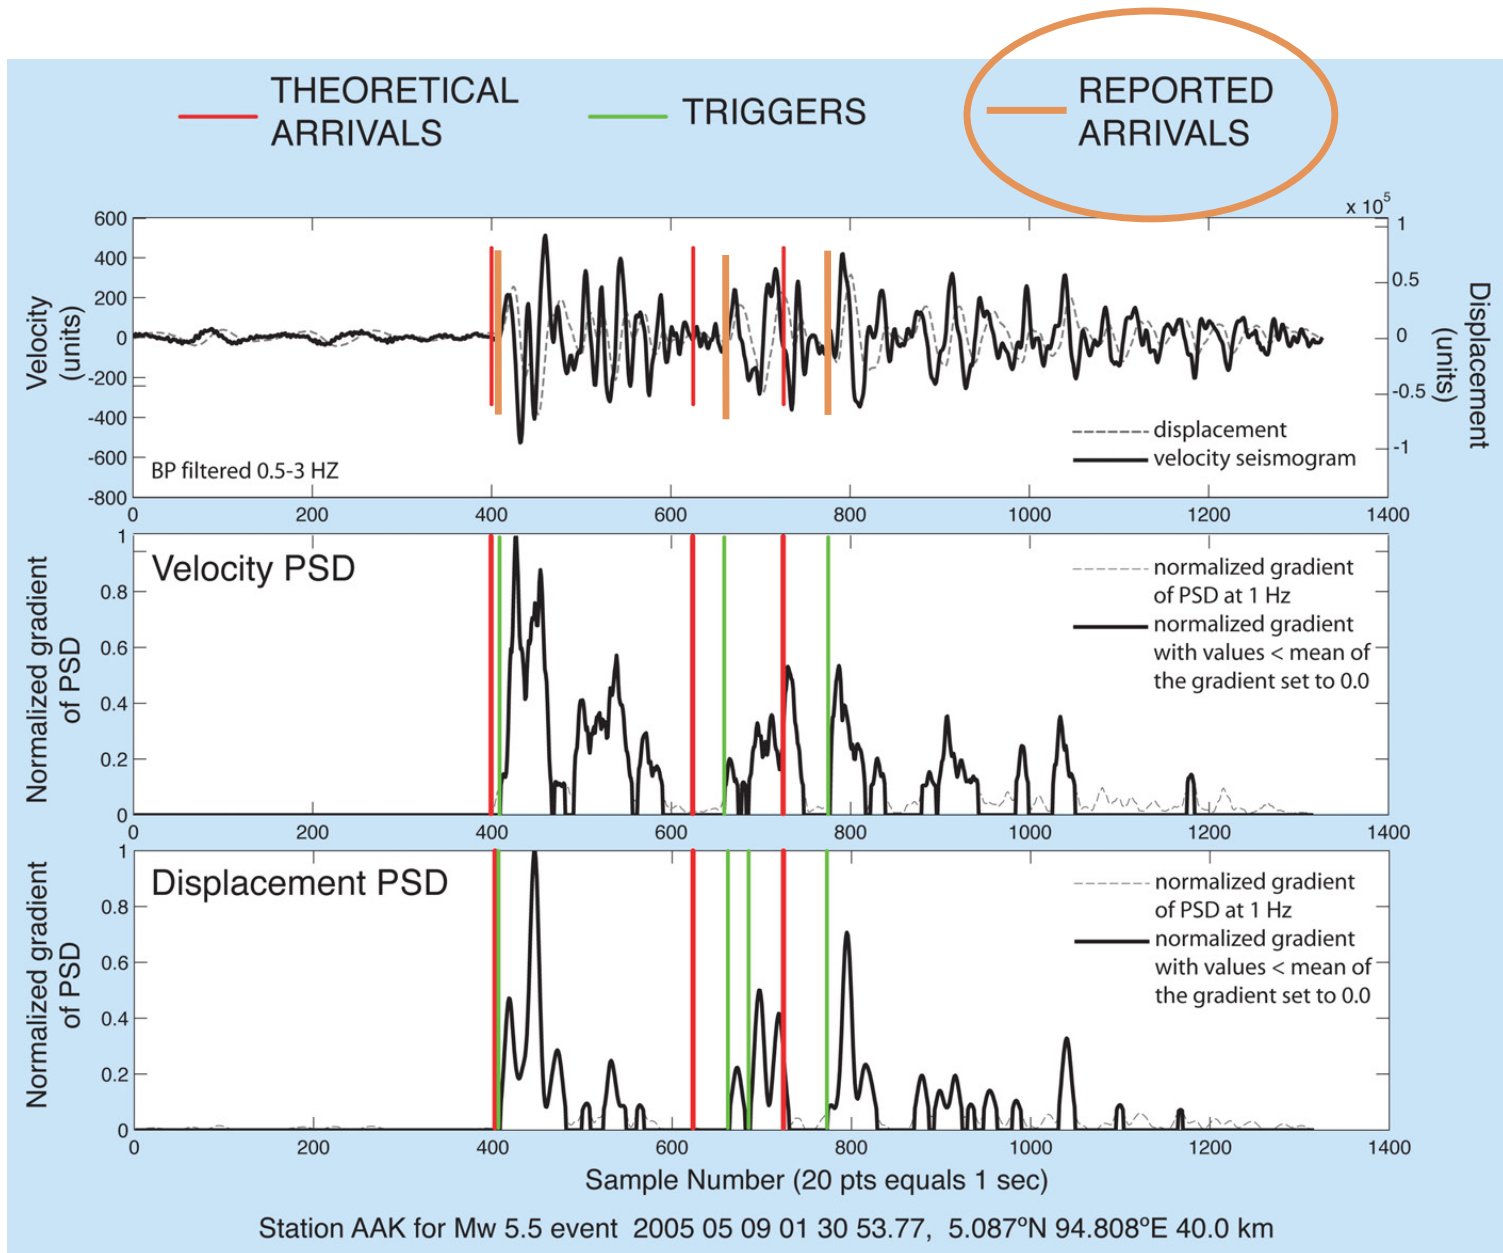 THEORETICAL
ARRIVALS
TRIGGERS
REPORTED
ARRIVALS
x 10⁵
600
400
200
0
-200
-400
-600
-800
Velocity
(units)
1
0.5
0
-0.5
-1
Displacement
(units)
displacement
velocity seismogram
BP filtered 0.5-3 HZ
0 200 400 600 800 1000 1200 1400
Velocity PSD
1
0.8
0.6
0.4
0.2
0
Normalized gradient
of PSD
normalized gradient
of PSD at 1 Hz
normalized gradient
with values < mean of
the gradient set to 0.0
0 200 400 600 800 1000 1200 1400
Displacement PSD
1
0.8
0.6
0.4
0.2
0
Normalized gradient
of PSD
normalized gradient
of PSD at 1 Hz
normalized gradient
with values < mean of
the gradient set to 0.0
0 200 400 600 800 1000 1200 1400
Sample Number (20 pts equals 1 sec)
Station AAK for Mw 5.5 event 2005 05 09 01 30 53.77, 5.087ºN 94.808ºE 40.0 km